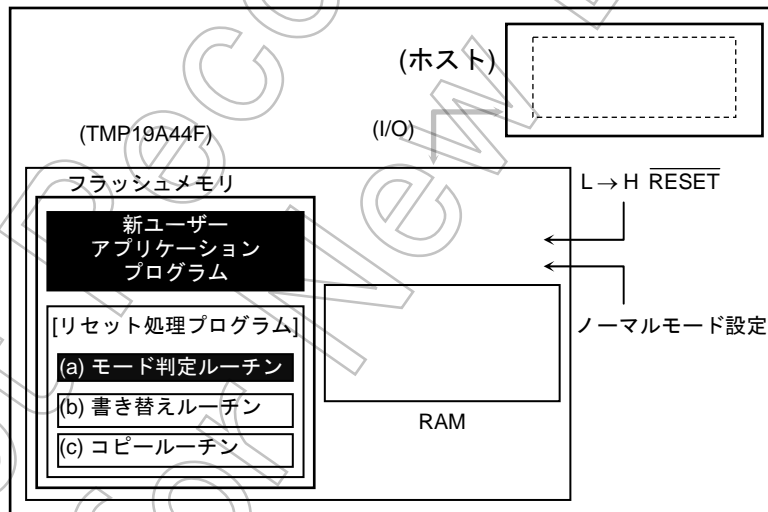 (ホスト)
(TMP19A44F)
(I/O)
フラッシュメモリ
L→H RESET
新ユーザー
アプリケーション
プログラム
[リセット処理プログラム]
ノーマルモード設定
(a) モード判定ルーチン
(b) 書き替えルーチン
RAM
(c) コピールーチン